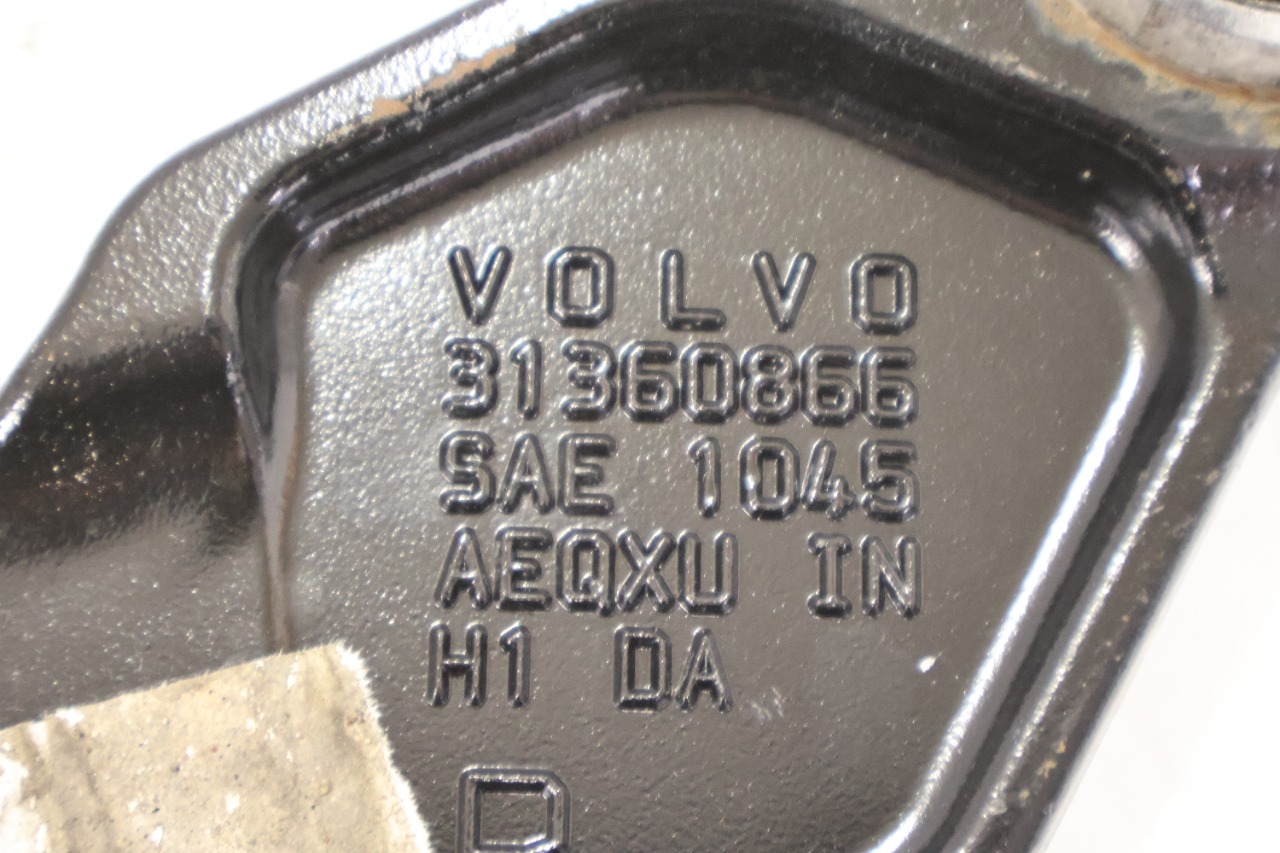 VOLVO
31360866
SAE 1045
AEQXU IN
H1 DA